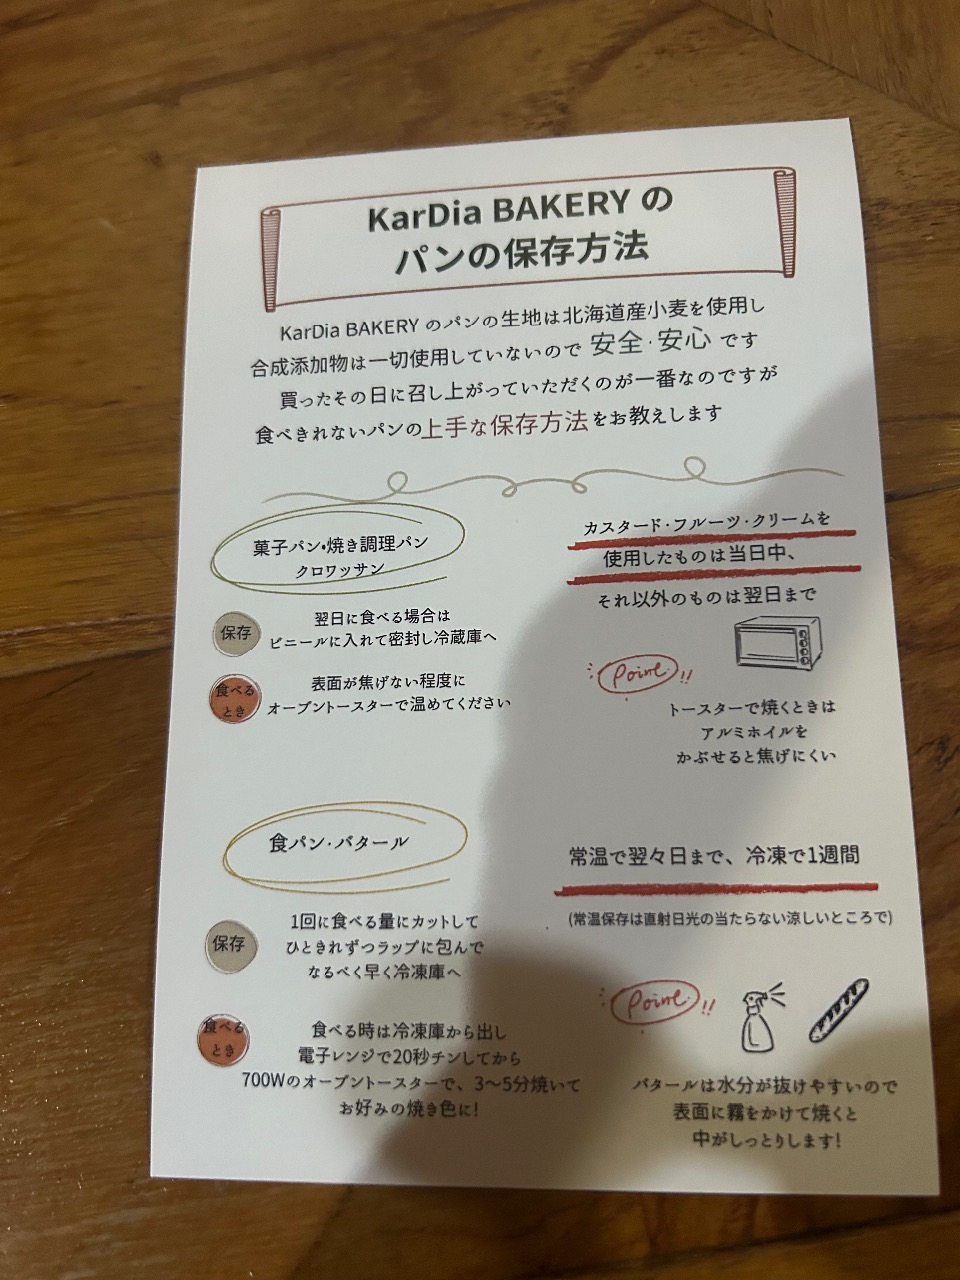 KarDia BAKERY の
パンの保存方法
KarDia BAKERY のパンの生地は北海道産小麦を使用し
合成添加物は一切使用していないので 安全・安心 です
買ったその日に召し上がっていただくのが一番なのですが
食べきれないパンの上手な保存方法をお教えします
菓子パン・焼き調理パン
クロワッサン
カスタード・フルーツ・クリームを
使用したものは当日中、
それ以外のものは翌日まで
保存
翌日に食べる場合は
ビニールに入れて密封し冷蔵庫へ
食べる
とき
表面が焦げない程度に
オーブントースターで温めてください
Point!!
トースターで焼くときは
アルミホイルを
かぶせると焦げにくい
食パン・バタール
常温で翌々日まで、冷凍で1週間
(常温保存は直射日光の当たらない涼しいところで)
保存
1回に食べる量にカットして
ひときれずつラップに包んで
なるべく早く冷凍庫へ
食べる
とき
食べる時は冷凍庫から出し
電子レンジで20秒チンしてから
700Wのオーブントースターで、3〜5分焼いて
お好みの焼き色に!
Point!!
バタールは水分が抜けやすいので
表面に霧をかけて焼くと
中がしっとりします!